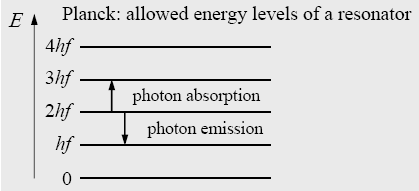 E Planck: allowed energy levels of a resonator
4hf
3hf
photon absorption
2hf
photon emission
hf
0